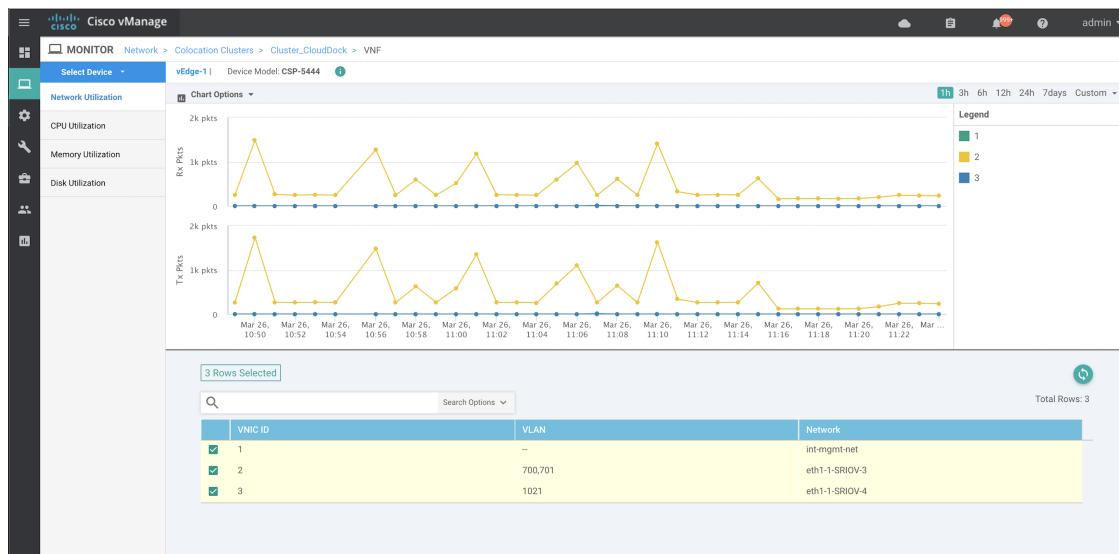 cisco Cisco vManage
999+
admin
MONITOR Network > Colocation Clusters > Cluster_CloudDock > VNF
Select Device
Network Utilization
CPU Utilization
Memory Utilization
Disk Utilization
vEdge-1 | Device Model: CSP-5444
Chart Options
1h 3h 6h 12h 24h 7days Custom
Legend
1
2
3
Rx Pkts
2k pkts
1k pkts
0
Tx Pkts
2k pkts
1k pkts
0
Mar 26, 10:50
Mar 26, 10:52
Mar 26, 10:54
Mar 26, 10:56
Mar 26, 10:58
Mar 26, 11:00
Mar 26, 11:02
Mar 26, 11:04
Mar 26, 11:06
Mar 26, 11:08
Mar 26, 11:10
Mar 26, 11:12
Mar 26, 11:14
Mar 26, 11:16
Mar 26, 11:18
Mar 26, 11:20
Mar 26, 11:22
Mar ...
3 Rows Selected
Search Options
Total Rows: 3
VNIC ID VLAN Network
1 -- int-mgmt-net
2 700,701 eth1-1-SRIOV-3
3 1021 eth1-1-SRIOV-4